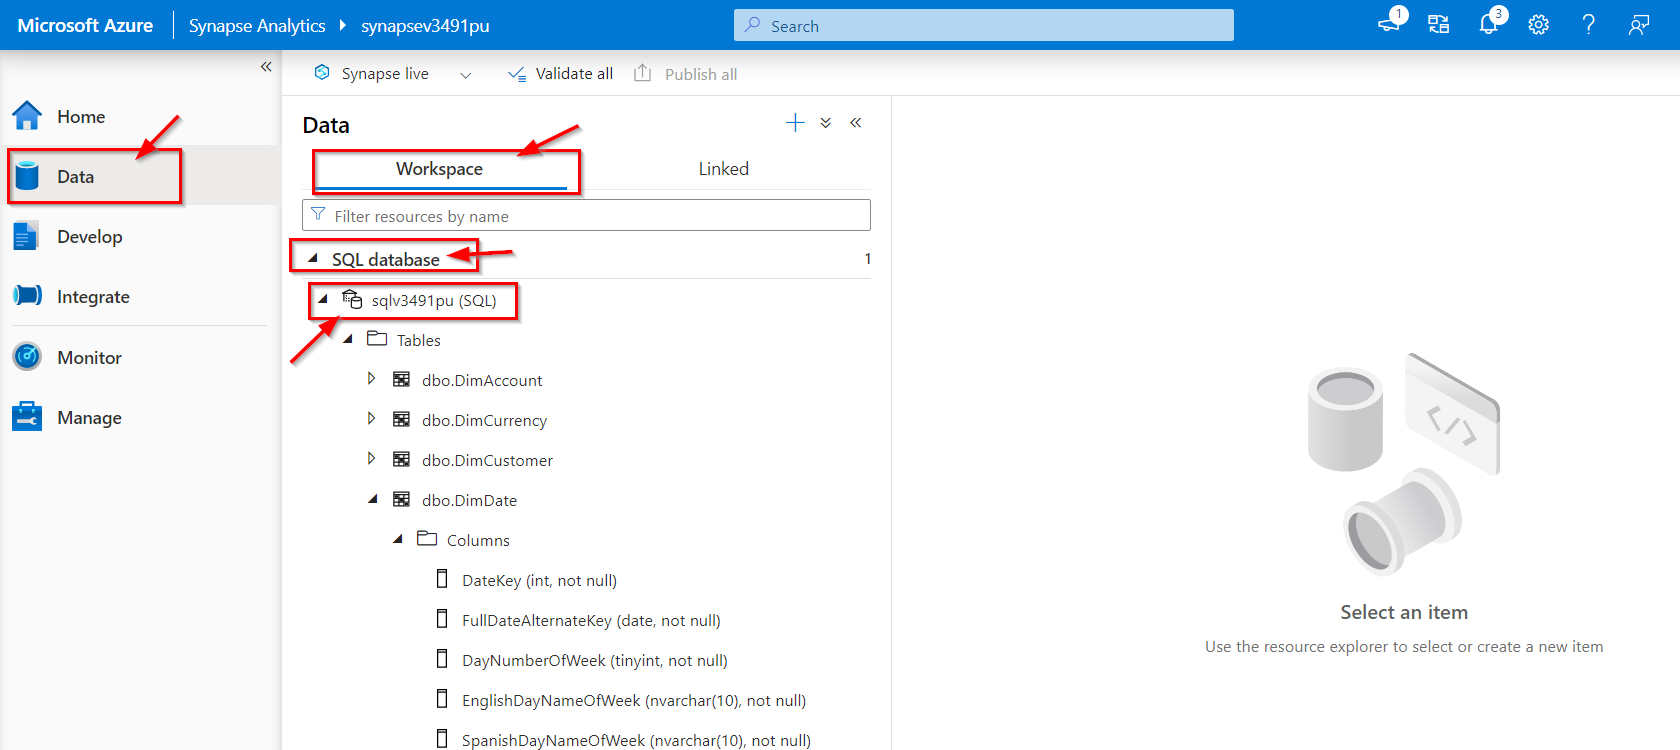 Microsoft Azure
Synapse Analytics
synapsev3491pu
Search
1
3
?
Synapse live
Validate all
Publish all
Home
Data
Develop
Integrate
Monitor
Manage
Data
Workspace
Linked
Filter resources by name
SQL database
1
sqlv3491pu (SQL)
Tables
dbo.DimAccount
dbo.DimCurrency
dbo.DimCustomer
dbo.DimDate
Columns
DateKey (int, not null)
FullDateAlternateKey (date, not null)
DayNumberOfWeek (tinyint, not null)
EnglishDayNameOfWeek (nvarchar(10), not null)
SpanishDayNameOfWeek (nvarchar(10), not null)
</>
Select an item
Use the resource explorer to select or create a new item